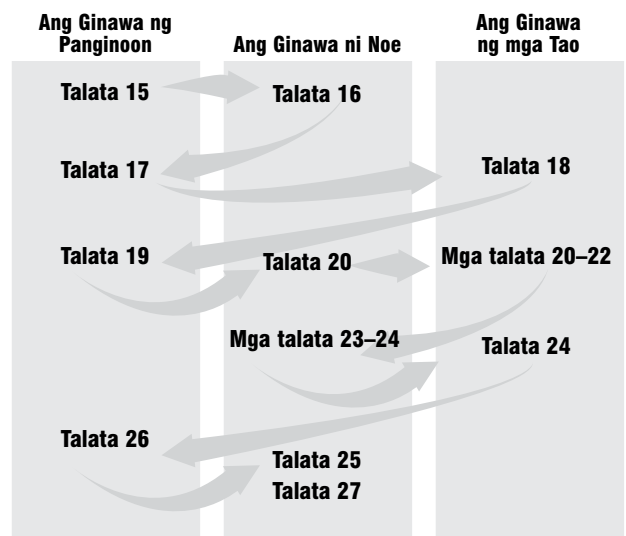 Ang Ginawa ng
Panginoon
Ang Ginawa ni Noe
Ang Ginawa
ng mga Tao
Talata 15
Talata 16
Talata 17
Talata 18
Talata 19
Talata 20
Mga talata 20–22
Mga talata 23–24
Talata 24
Talata 26
Talata 25
Talata 27